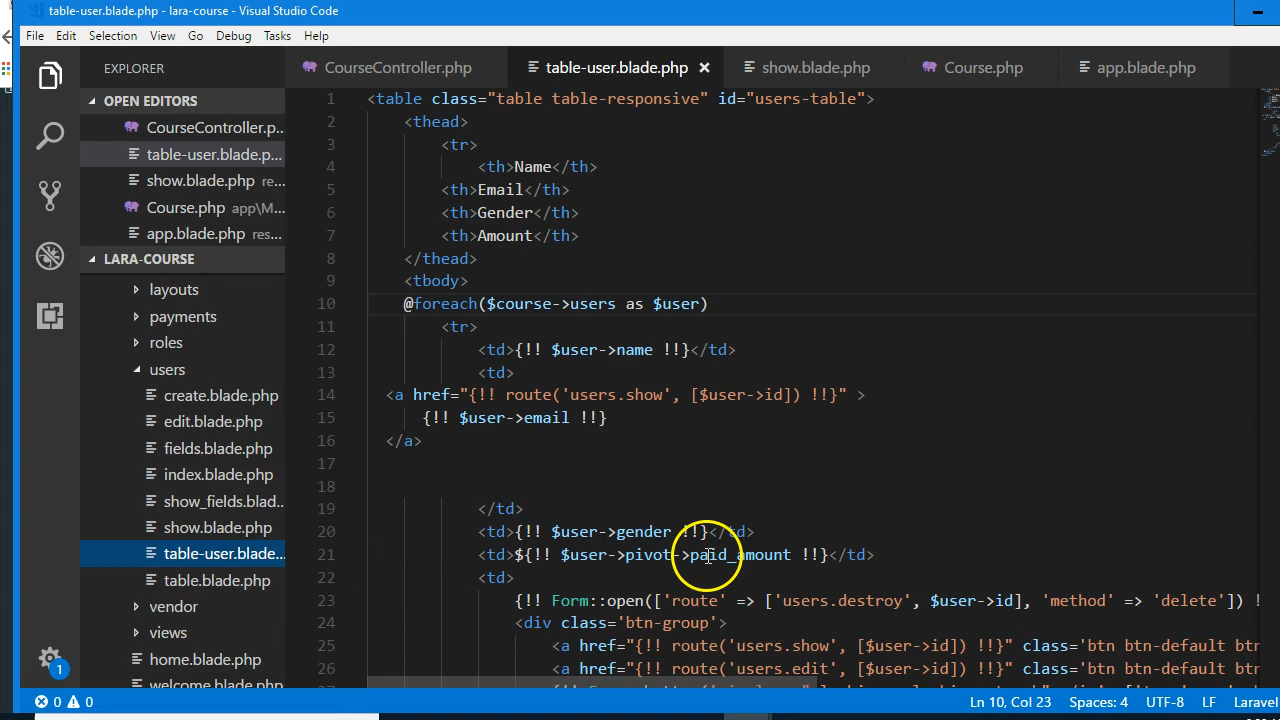 table-user.blade.php - lara-course - Visual Studio Code
File Edit Selection View Go Debug Tasks Help
EXPLORER
OPEN EDITORS
CourseController.p...
table-user.blade.p...
show.blade.php re...
Course.php app\M...
app.blade.php res...
LARA-COURSE
layouts
payments
roles
users
create.blade.php
edit.blade.php
fields.blade.php
index.blade.php
show_fields.blad...
show.blade.php
table-user.blade...
table.blade.php
vendor
views
home.blade.php
welcome.blade.php
1
CourseController.php table-user.blade.php show.blade.php Course.php app.blade.php
1 <table class="table table-responsive" id="users-table">
2 <thead>
3 <tr>
4 <th>Name</th>
5 <th>Email</th>
6 <th>Gender</th>
7 <th>Amount</th>
8 </thead>
9 <tbody>
10 @foreach($course->users as $user)
11 <tr>
12 <td>{!! $user->name !!}</td>
13 <td>
14 <a href="{!! route('users.show', [$user->id]) !!}" >
15 {!! $user->email !!}
16 </a>
17
18
19 </td>
20 <td>{!! $user->gender !!}</td>
21 <td>${!! $user->pivot->paid_amount !!}</td>
22 <td>
23 {!! Form::open(['route' => ['users.destroy', $user->id], 'method' => 'delete']) !
24 <div class='btn-group'>
25 <a href="{!! route('users.show', [$user->id]) !!}" class='btn btn-default btn
26 <a href="{!! route('users.edit', [$user->id]) !!}" class='btn btn-default btn
0 0 Ln 10, Col 23 Spaces: 4 UTF-8 LF Laravel